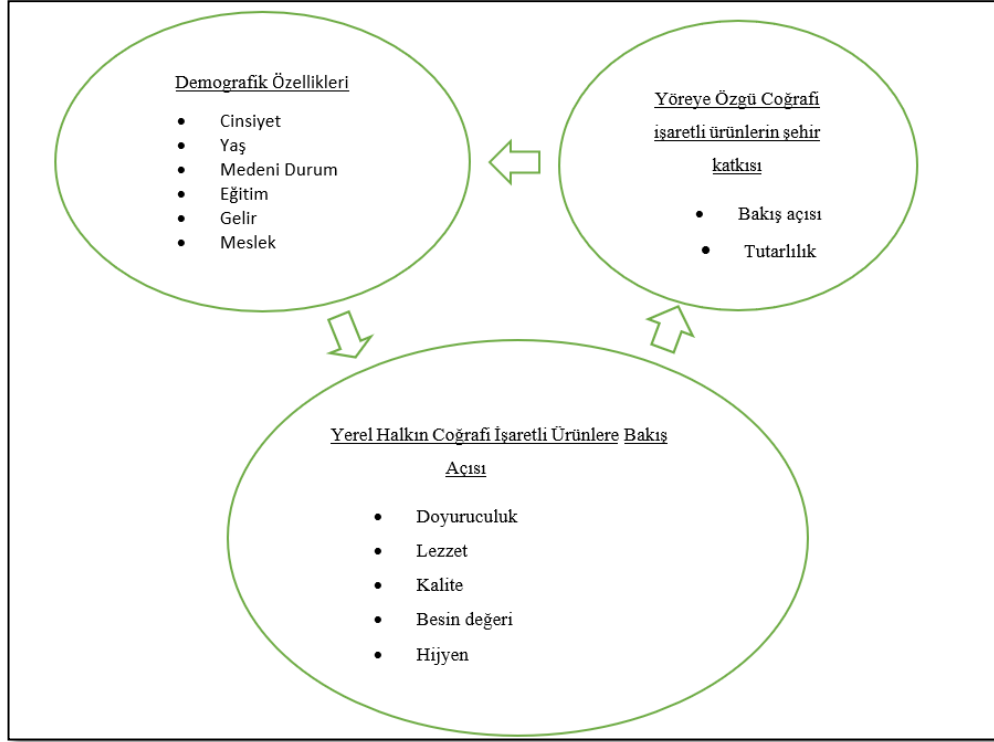 Demografik Özellikleri
• Cinsiyet
• Yaş
• Medeni Durum
• Eğitim
• Gelir
• Meslek
Yöreye Özgü Coğrafi
işaretli ürünlerin şehir
katkısı
• Bakış açısı
• Tutarlılık
Yerel Halkın Coğrafi İşaretli Ürünlere Bakış
Açısı
• Doyuruculuk
• Lezzet
• Kalite
• Besin değeri
• Hijyen